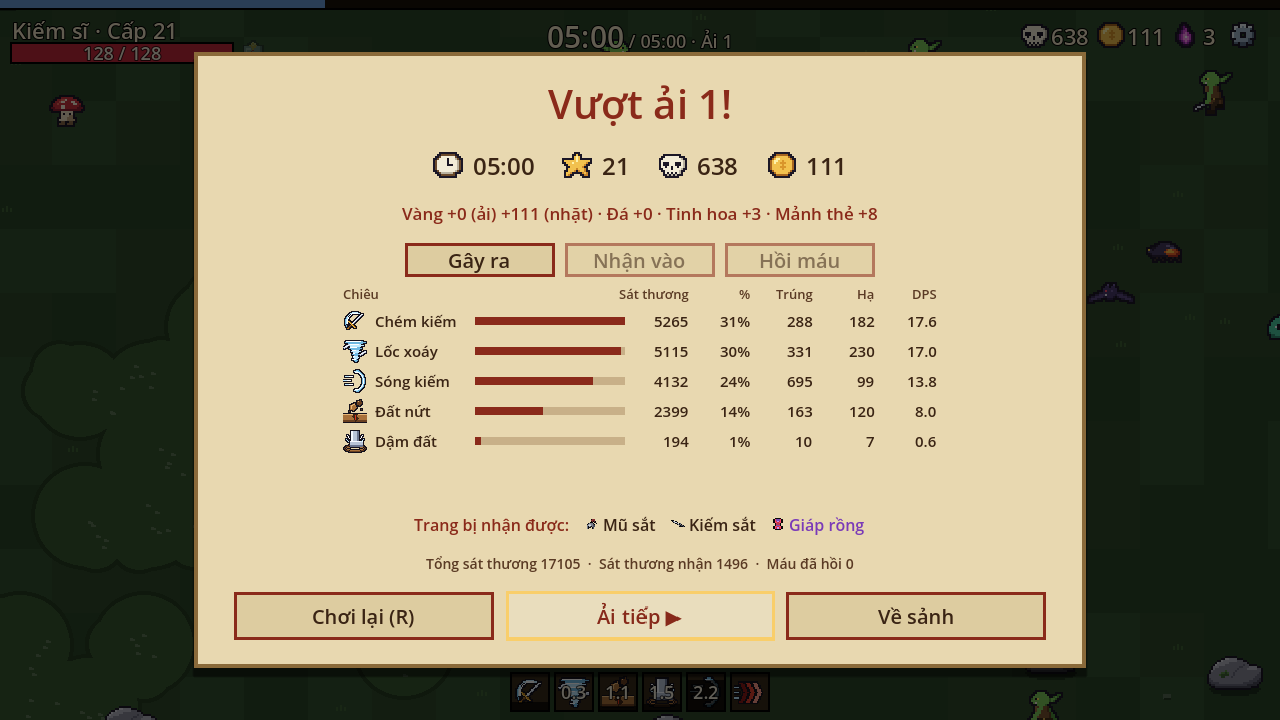 Kiếm sĩ · Cấp 21
128 / 128
05:00 / 05:00 · Ải 1
638 111 3
Vượt ải 1!
05:00 21 638 111
Vàng +0 (ải) +111 (nhặt) · Đá +0 · Tinh hoa +3 · Mảnh thẻ +8
Gây ra Nhận vào Hồi máu
Chiêu Sát thương % Trúng Hạ DPS
Chém kiếm 5265 31% 288 182 17.6
Lốc xoáy 5115 30% 331 230 17.0
Sóng kiếm 4132 24% 695 99 13.8
Đất nứt 2399 14% 163 120 8.0
Dậm đất 194 1% 10 7 0.6
Trang bị nhận được: Mũ sắt Kiếm sắt Giáp rồng
Tổng sát thương 17105 · Sát thương nhận 1496 · Máu đã hồi 0
Chơi lại (R) Ải tiếp ▶ Về sảnh
0.3 1.1 1.5 2.2